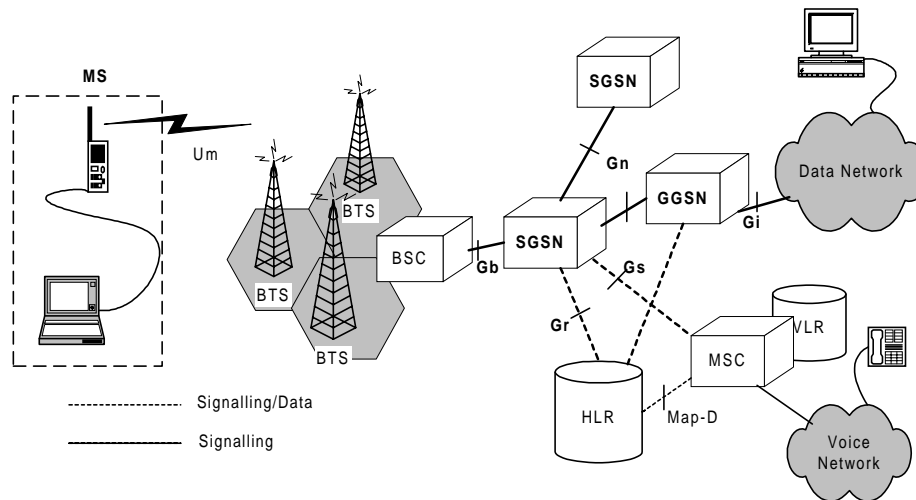 MS
SGSN
Um
Gn
GGSN
Data Network
BTS
Gi
SGSN
BSC
Gb
Gs
BTS
Gr
VLR
BTS
MSC
Signalling/Data
HLR
Map-D
Signalling
Voice
Network